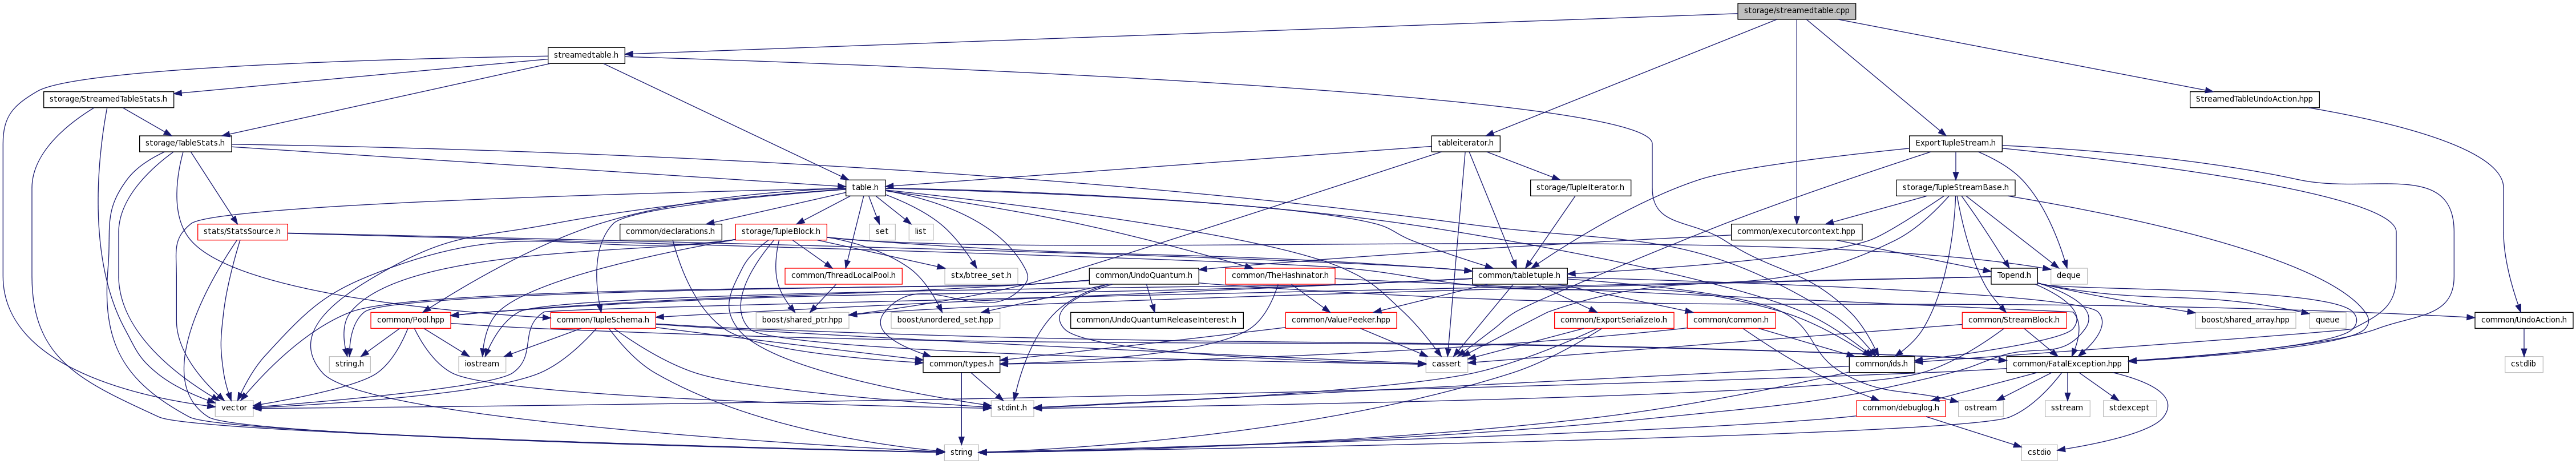 storage/streamedtable.cpp
streamedtable.h
storage/StreamedTableStats.h
StreamedTableUndoAction.hpp
storage/TableStats.h
tableiterator.h
ExportTupleStream.h
table.h
storage/TupleIterator.h
storage/TupleStreamBase.h
stats/StatsSource.h
common/declarations.h
storage/TupleBlock.h
set
list
common/executorcontext.hpp
common/ThreadLocalPool.h
stx/btree_set.h
common/UndoQuantum.h
common/TheHashinator.h
common/tabletuple.h
Topend.h
deque
common/Pool.hpp
common/TupleSchema.h
boost/shared_ptr.hpp
boost/unordered_set.hpp
common/UndoQuantumReleaseInterest.h
common/ValuePeeker.hpp
common/ExportSerializeIo.h
common/common.h
common/StreamBlock.h
boost/shared_array.hpp
queue
common/UndoAction.h
string.h
iostream
common/types.h
cassert
common/ids.h
common/FatalException.hpp
cstdlib
vector
stdint.h
common/debuglog.h
ostream
sstream
stdexcept
string
cstdio